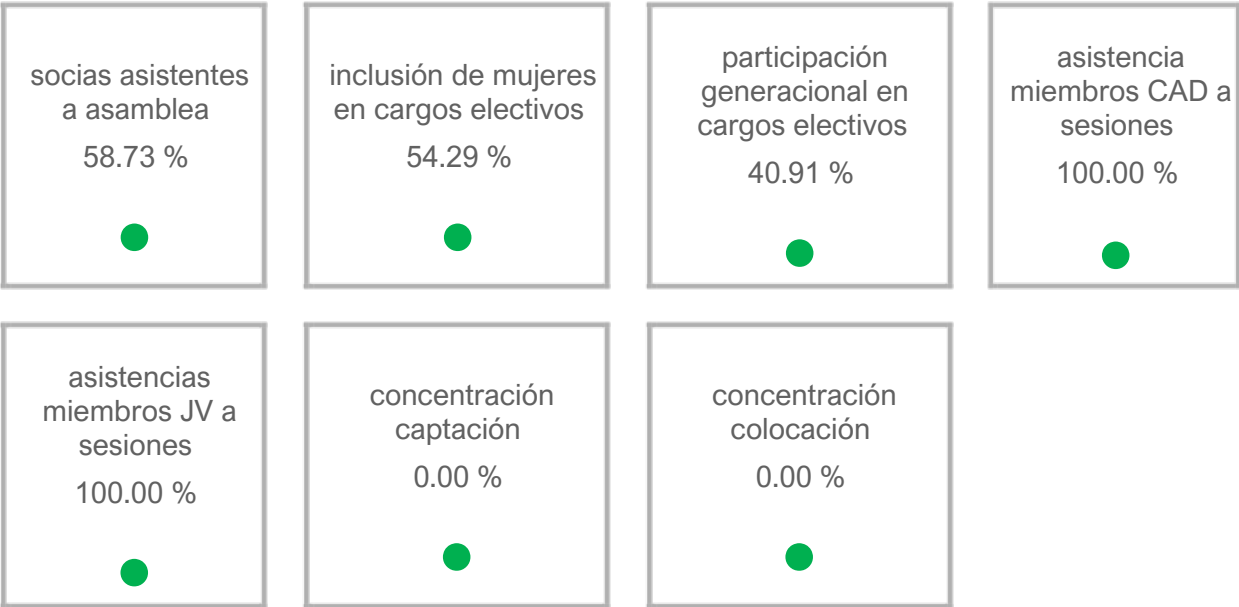 socias asistentes
a asamblea
58.73 %
inclusión de mujeres
en cargos electivos
54.29 %
participación
generacional en
cargos electivos
40.91 %
asistencia
miembros CAD a
sesiones
100.00 %
asistencias
miembros JV a
sesiones
100.00 %
concentración
captación
0.00 %
concentración
colocación
0.00 %